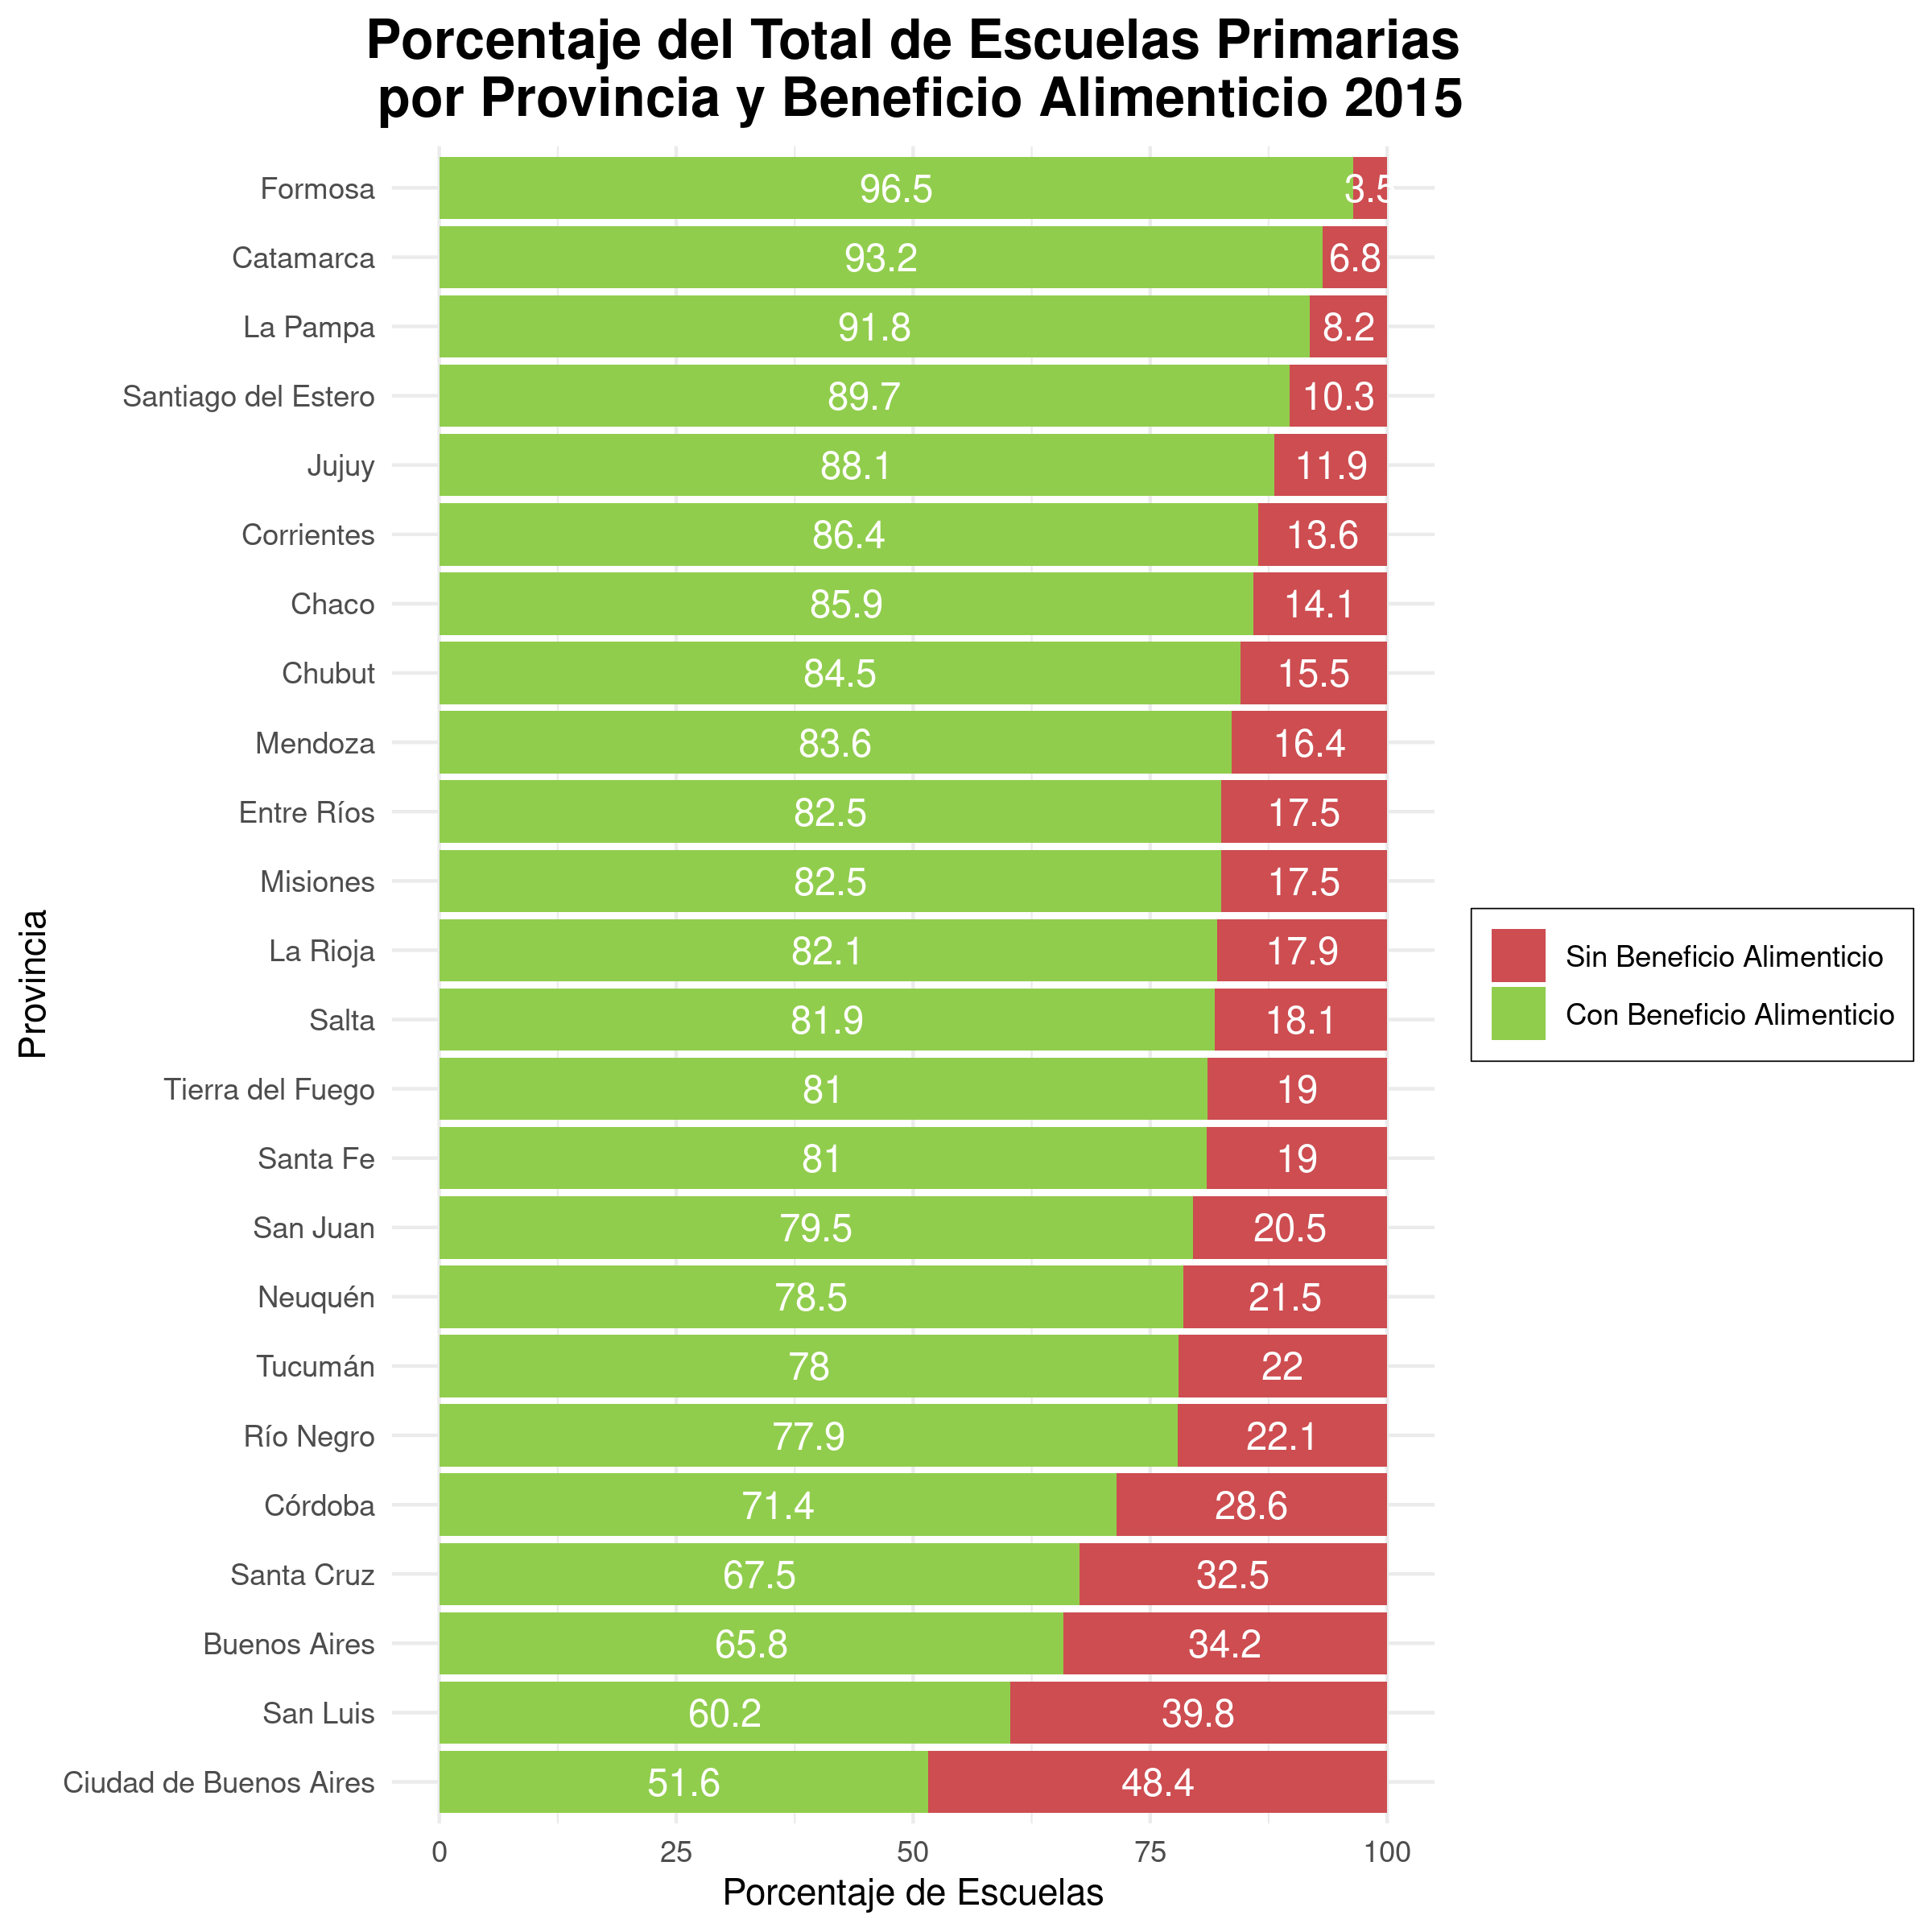 Porcentaje del Total de Escuelas Primarias
por Provincia y Beneficio Alimenticio 2015
Provincia
Formosa 96.5 3.5
Catamarca 93.2 6.8
La Pampa 91.8 8.2
Santiago del Estero 89.7 10.3
Jujuy 88.1 11.9
Corrientes 86.4 13.6
Chaco 85.9 14.1
Chubut 84.5 15.5
Mendoza 83.6 16.4
Entre Ríos 82.5 17.5
Misiones 82.5 17.5
La Rioja 82.1 17.9
Salta 81.9 18.1
Tierra del Fuego 81 19
Santa Fe 81 19
San Juan 79.5 20.5
Neuquén 78.5 21.5
Tucumán 78 22
Río Negro 77.9 22.1
Córdoba 71.4 28.6
Santa Cruz 67.5 32.5
Buenos Aires 65.8 34.2
San Luis 60.2 39.8
Ciudad de Buenos Aires 51.6 48.4
0 25 50 75 100
Porcentaje de Escuelas
Sin Beneficio Alimenticio
Con Beneficio Alimenticio